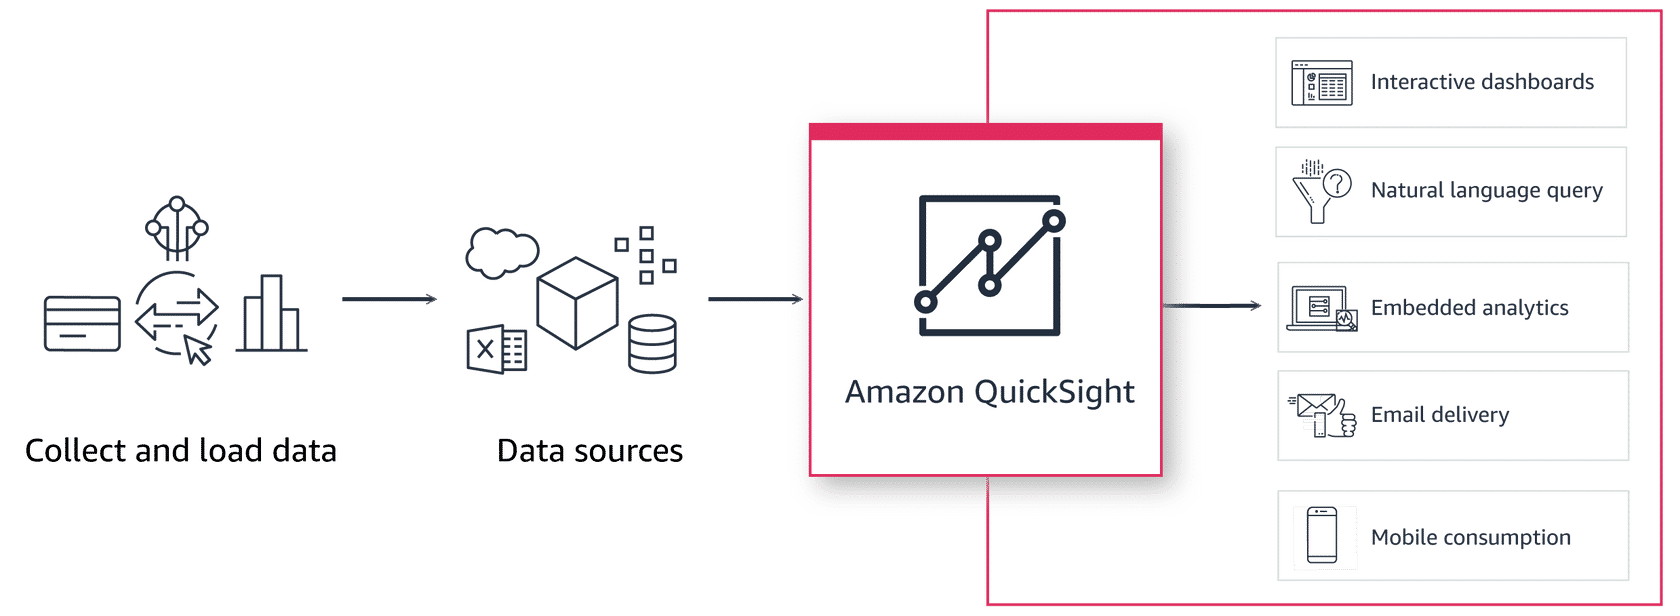 Collect and load data
Data sources
Amazon QuickSight
Interactive dashboards
Natural language query
Embedded analytics
Email delivery
Mobile consumption